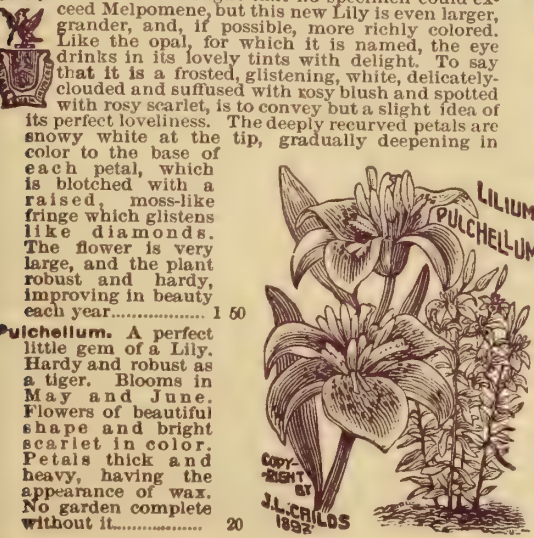 ceed Melpomene, but this new Lily is even larger,
grander, and, if possible, more richly colored.
Like the opal, for which it is named, the eye
drinks in its lovely tints with delight. To say
that it is a frosted, glistening, white, delicately-
clouded and suffused with rosy blush and spotted
with rosy scarlet, is to convey but a slight idea of
its perfect loveliness. The deeply recurved petals are
snowy white at the tip, gradually deepening in
color to the base of
each petal, which
is blotched with a
raised, moss-like
fringe which glistens
like diamonds.
The flower is very
large, and the plant
robust and hardy,
improving in beauty
each year................ 1 50
Pulchellum. A perfect
little gem of a Lily.
Hardy and robust as
a tiger. Blooms in
May and June.
Flowers of beautiful
shape and bright
scarlet in color.
Petals thick and
heavy, having the
appearance of wax.
No garden complete
without it............... 20
LILIUM
PULCHELLUM
COPY-
-RIGHT
BY
J.L.CHILDS
1892